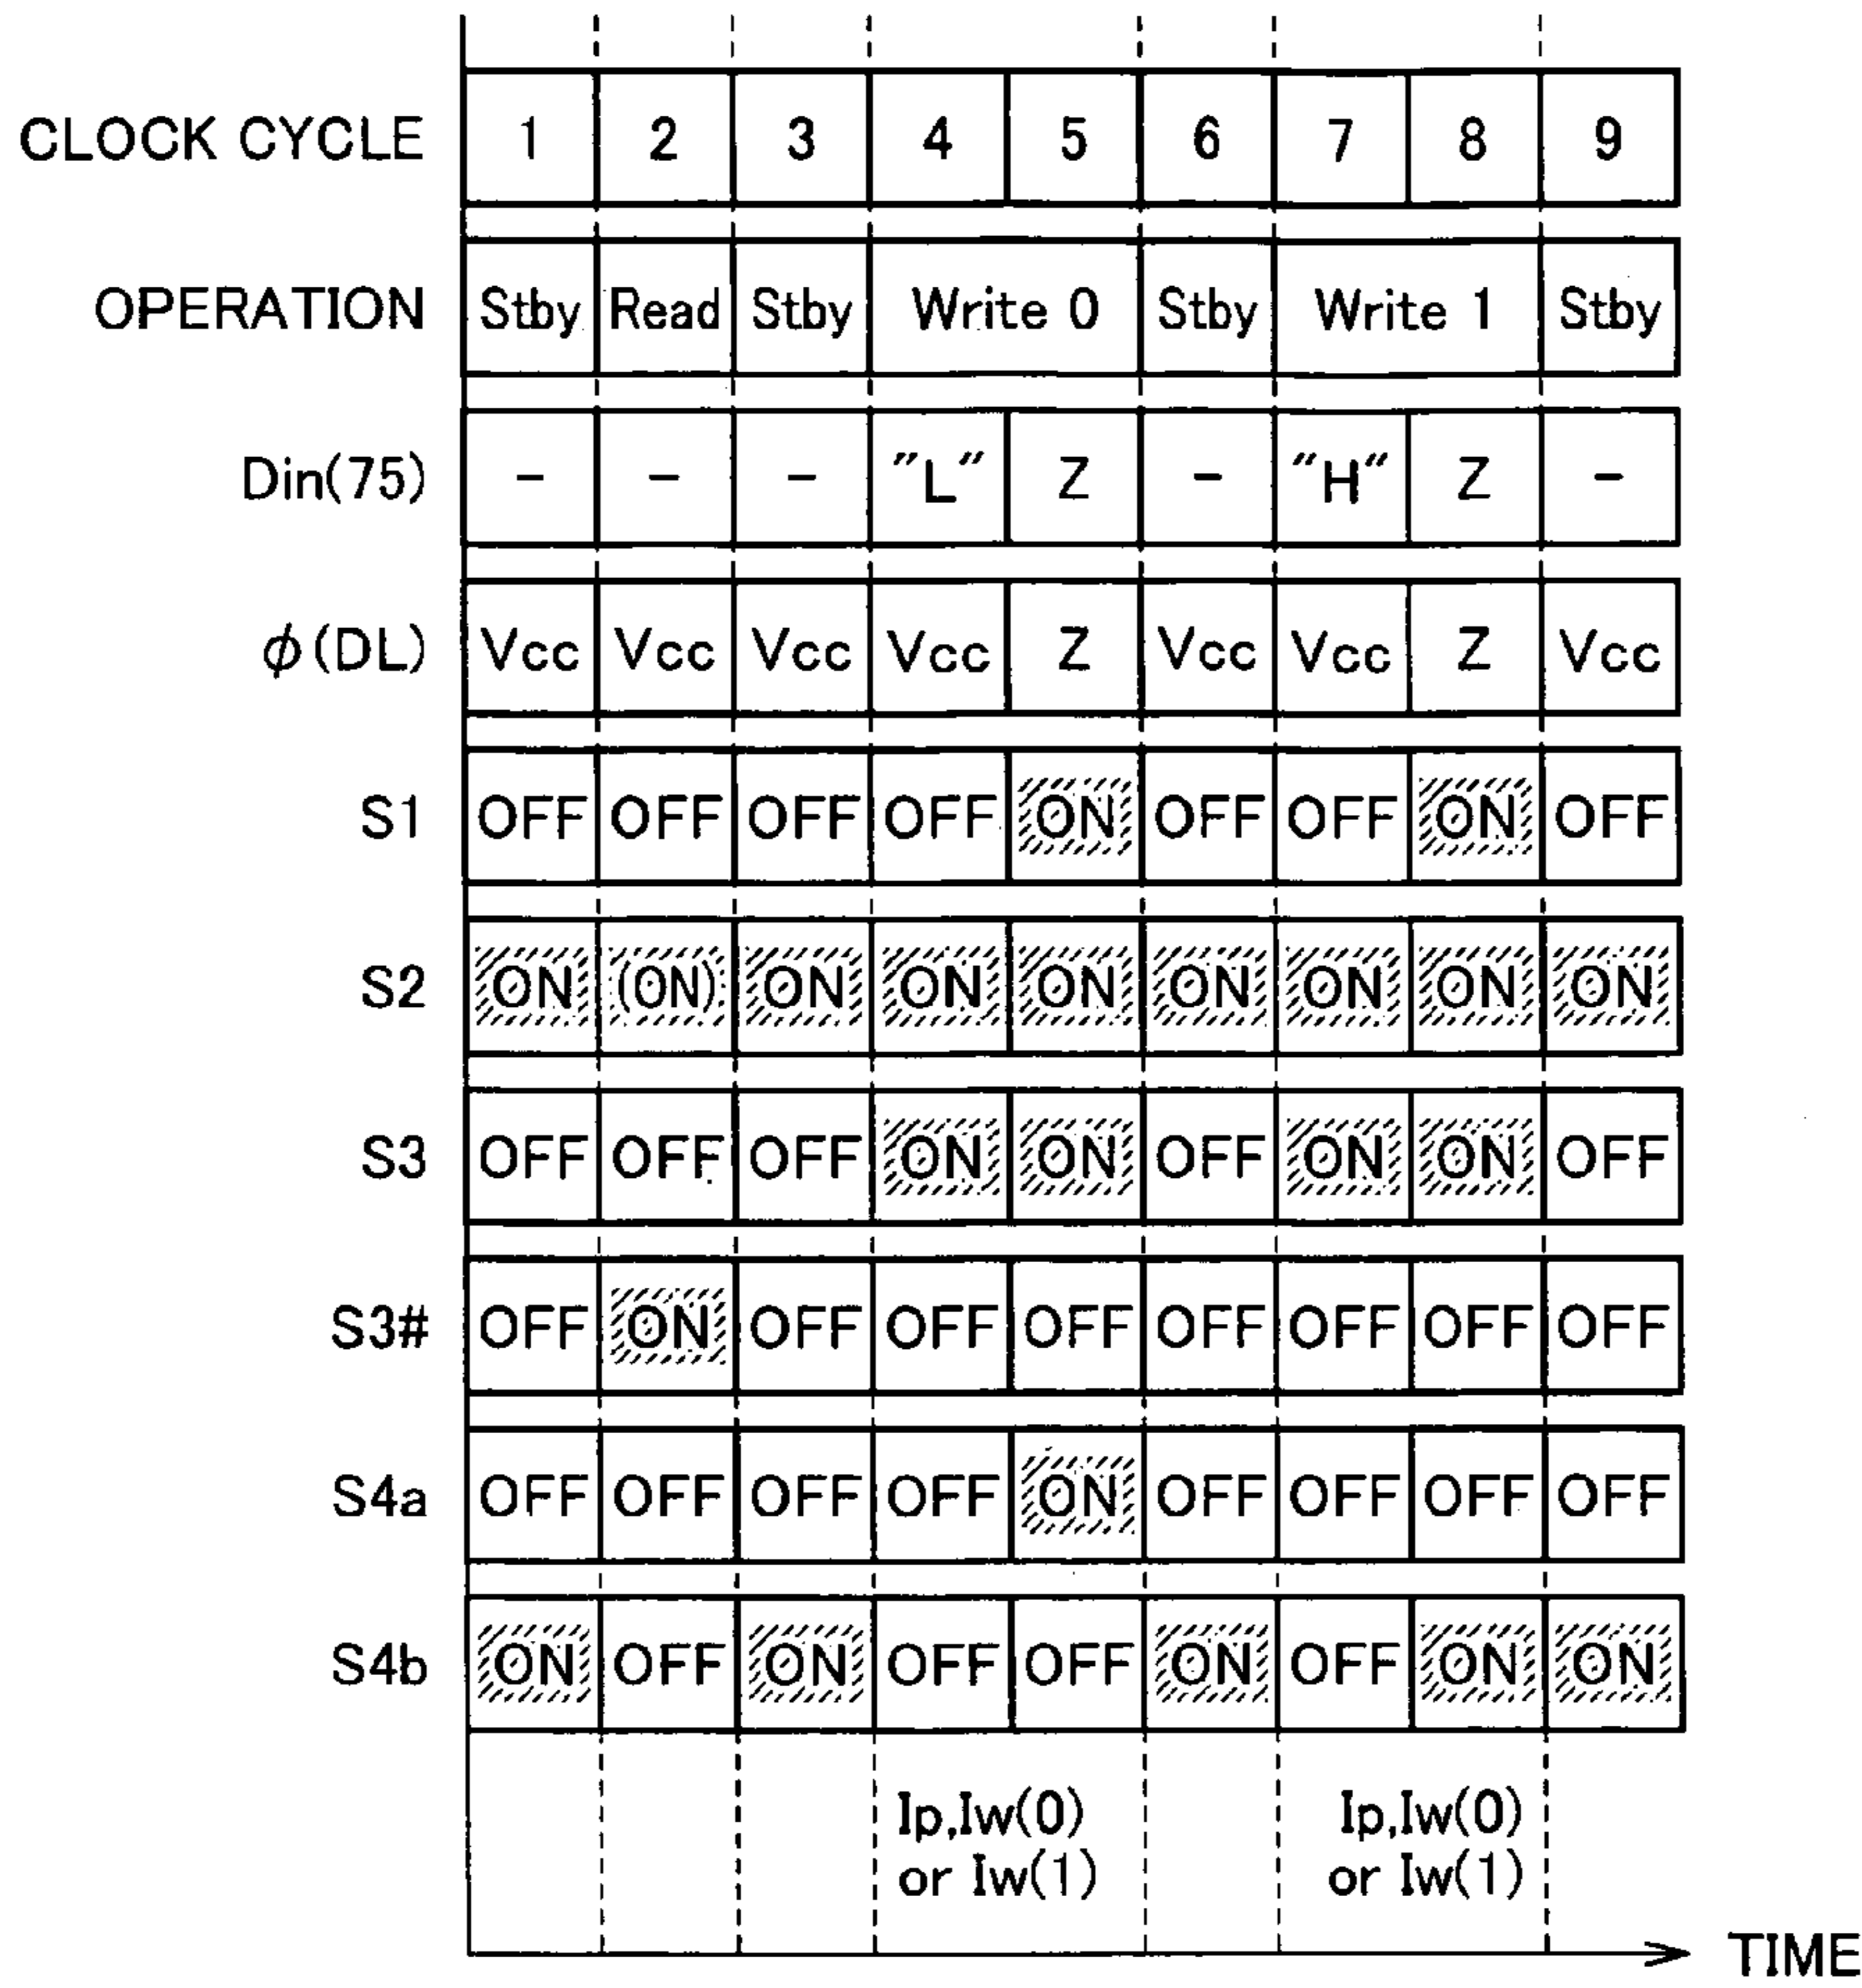 CLOCK CYCLE 1 2 3 4 5 6 7 8 9
OPERATION Stby Read Stby Write 0 Stby Write 1 Stby
Din(75) - - - "L" Z - "H" Z -
ϕ(DL) Vcc Vcc Vcc Vcc Z Vcc Vcc Z Vcc
S1 OFF OFF OFF OFF ON OFF OFF ON OFF
S2 ON (ON) ON ON ON ON ON ON ON
S3 OFF OFF OFF ON ON OFF ON ON OFF
S3# OFF ON OFF OFF OFF OFF OFF OFF OFF
S4a OFF OFF OFF OFF ON OFF OFF OFF OFF
S4b ON OFF ON OFF OFF ON OFF ON ON
Ip,Iw(0) Ip,Iw(0)
or Iw(1) or Iw(1)
TIME